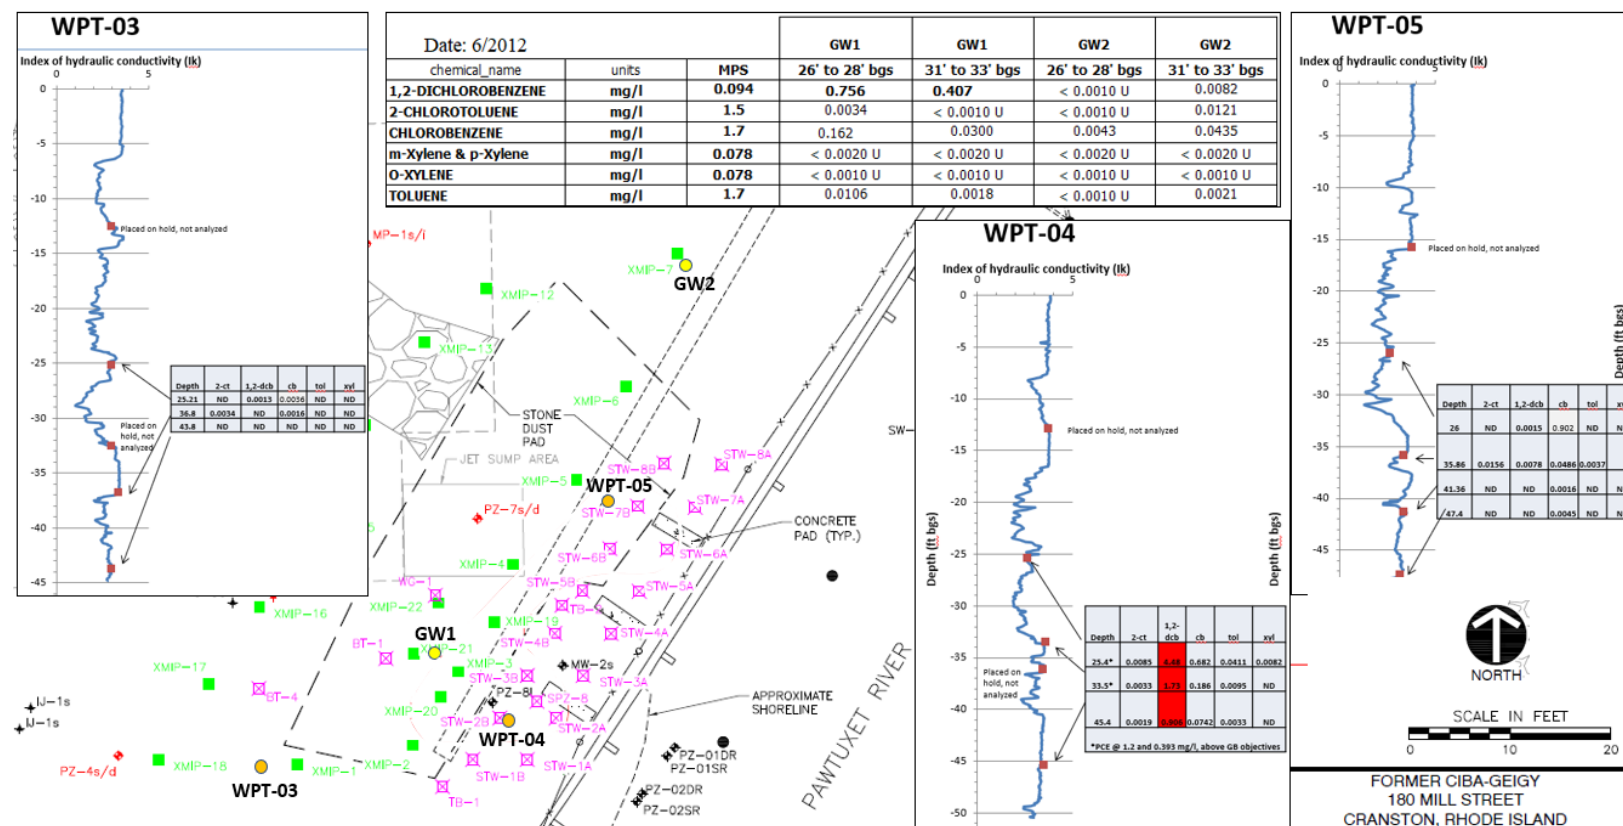 WPT-03
Index of hydraulic conductivity (Ik)
0 5
0
-5
-10
-15
-20
-25
-30
-35
-40
-45
Placed on hold, not analyzed
Placed on hold, not analyzed
Depth 2-ct 1,2-dcb cb tol xyl
25.21 ND 0.0013 0.0036 ND ND
36.8 0.0034 ND 0.0016 ND ND
43.8 ND ND ND ND ND
Date: 6/2012 GW1 GW1 GW2 GW2
chemical_name units MPS 26' to 28' bgs 31' to 33' bgs 26' to 28' bgs 31' to 33' bgs
1,2-DICHLOROBENZENE mg/l 0.094 0.756 0.407 < 0.0010 U 0.0082
2-CHLOROTOLUENE mg/l 1.5 0.0034 < 0.0010 U < 0.0010 U 0.0121
CHLOROBENZENE mg/l 1.7 0.162 0.0300 0.0043 0.0435
m-Xylene & p-Xylene mg/l 0.078 < 0.0020 U < 0.0020 U < 0.0020 U < 0.0020 U
O-XYLENE mg/l 0.078 < 0.0010 U < 0.0010 U < 0.0010 U < 0.0010 U
TOLUENE mg/l 1.7 0.0106 0.0018 < 0.0010 U 0.0021
WPT-05
Index of hydraulic conductivity (Ik)
0 5
0
-5
-10
-15
-20
-25
-30
-35
-40
-45
Depth (ft bgs)
Placed on hold, not analyzed
Depth 2-ct 1,2-dcb cb tol
26 ND 0.0015 0.902 ND
35.86 0.0156 0.0078 0.0486 0.0037
41.36 ND ND 0.0016 ND
47.4 ND ND 0.0045 ND
WPT-04
Index of hydraulic conductivity (Ik)
0 5
0
-5
-10
-15
-20
-25
-30
-35
-40
-45
-50
Depth (ft bgs)
Depth (ft bgs)
Placed on hold, not analyzed
Placed on hold, not analyzed
Depth 2-ct 1,2-dcb cb tol xyl
25.4* 0.0085 4.48 0.682 0.0411 0.0082
33.5* 0.0033 1.73 0.186 0.0095 ND
45.4 0.0019 0.0742 0.0033 ND
*PCE @ 1.2 and 0.393 mg/l, above GB objectives
MP-1s/i
XMIP-7
GW2
XMIP-12
XMIP-13
XMIP-6
STONE
DUST
PAD
SW-
JET SUMP AREA
STW-8B
STW-8A
XMIP-5
WPT-05
STW-7B
STW-7A
PZ-7s/d
CONCRETE
PAD (TYP.)
STW-6B
STW-6A
XMIP-4
WG-1
STW-5B
STW-5A
XMIP-22
XMIP-16
XMIP-19
GW1
STW-4B
STW-4A
BT-1
XMIP-3
MW-2s
XMIP-17
STW-3B
STW-3A
BT-4
PZ-8I
SPZ-8
XMIP-20
STW-2B
STW-2A
APPROXIMATE
SHORELINE
IJ-1s
IJ-1s
WPT-04
PAWTUXET RIVER
PZ-4s/d
XMIP-18
XMIP-1
XMIP-2
STW-1B
STW-1A
WPT-03
TB-1
PZ-01DR
PZ-01SR
PZ-02DR
PZ-02SR
NORTH
SCALE IN FEET
0 10 20
FORMER CIBA-GEIGY
180 MILL STREET
CRANSTON, RHODE ISLAND